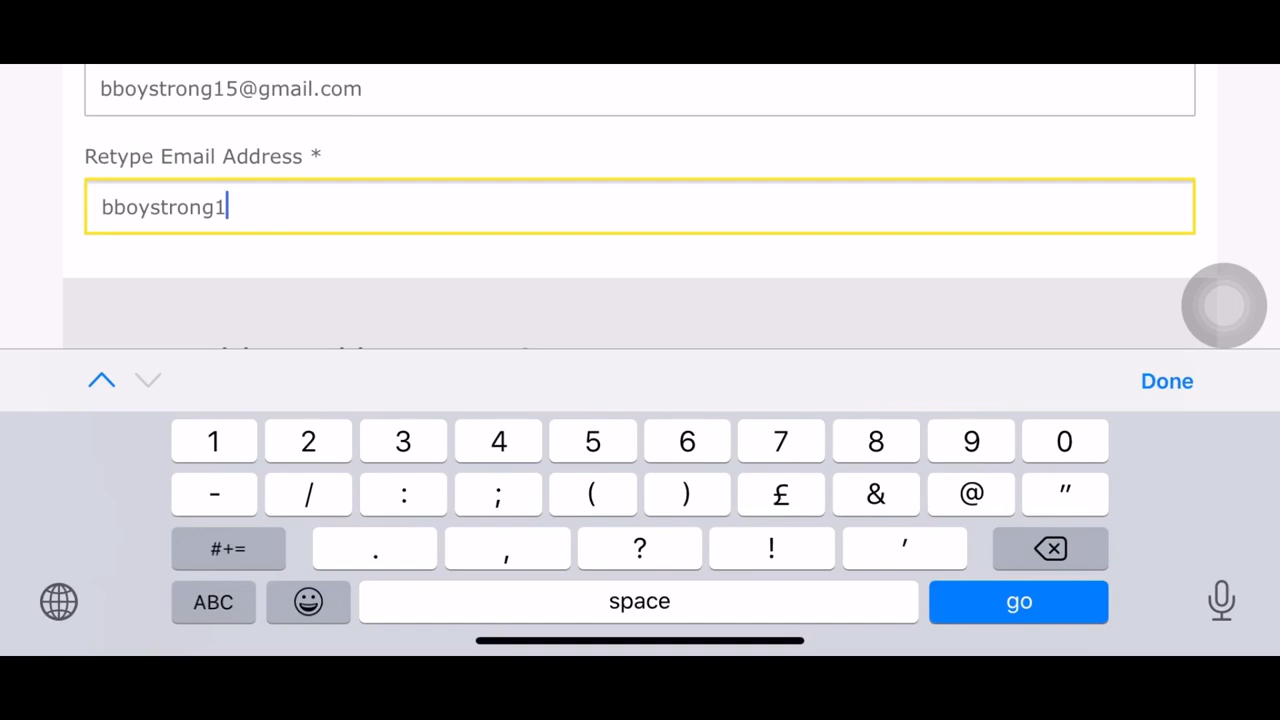 bboystrong15@gmail.com
Retype Email Address *
bboystrong1
Done
1 2 3 4 5 6 7 8 9 0
- / : ; ( ) £ & @ "
#+= . , ? ! '
ABC space go